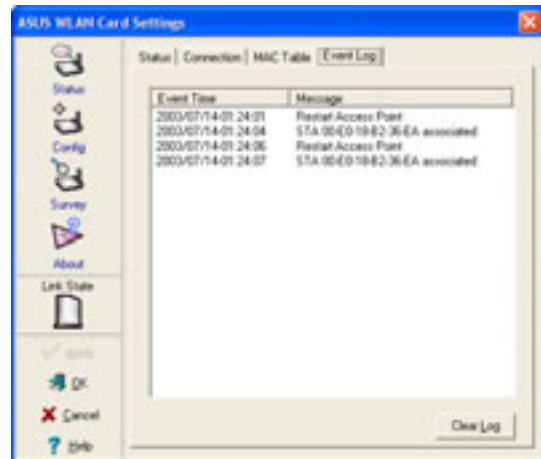 ASUS WLAN Card Settings
Status
Config
Survey
About
Link State
Apply
OK
Cancel
Help
Status Connection MAC Table Event Log
Event Time Message
2003/07/14-01:24:01 Restart Access Point
2003/07/14-01:24:04 STA 00-E0-18-B2-36-EA associated
2003/07/14-01:24:06 Restart Access Point
2003/07/14-01:24:07 STA 00-E0-18-B2-36-EA associated
Clear Log